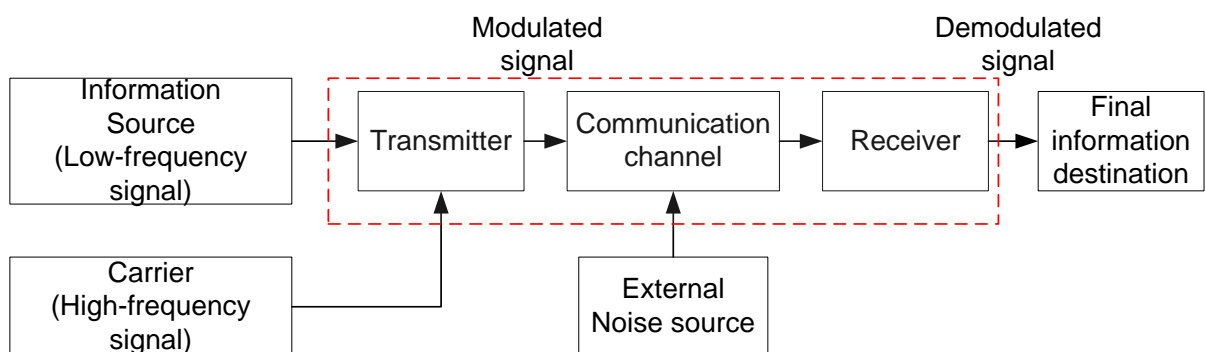 Modulated
signal
Demodulated
signal
Information
Source
(Low-frequency
signal)
Transmitter
Communication
channel
Receiver
Final
information
destination
Carrier
(High-frequency
signal)
External
Noise source